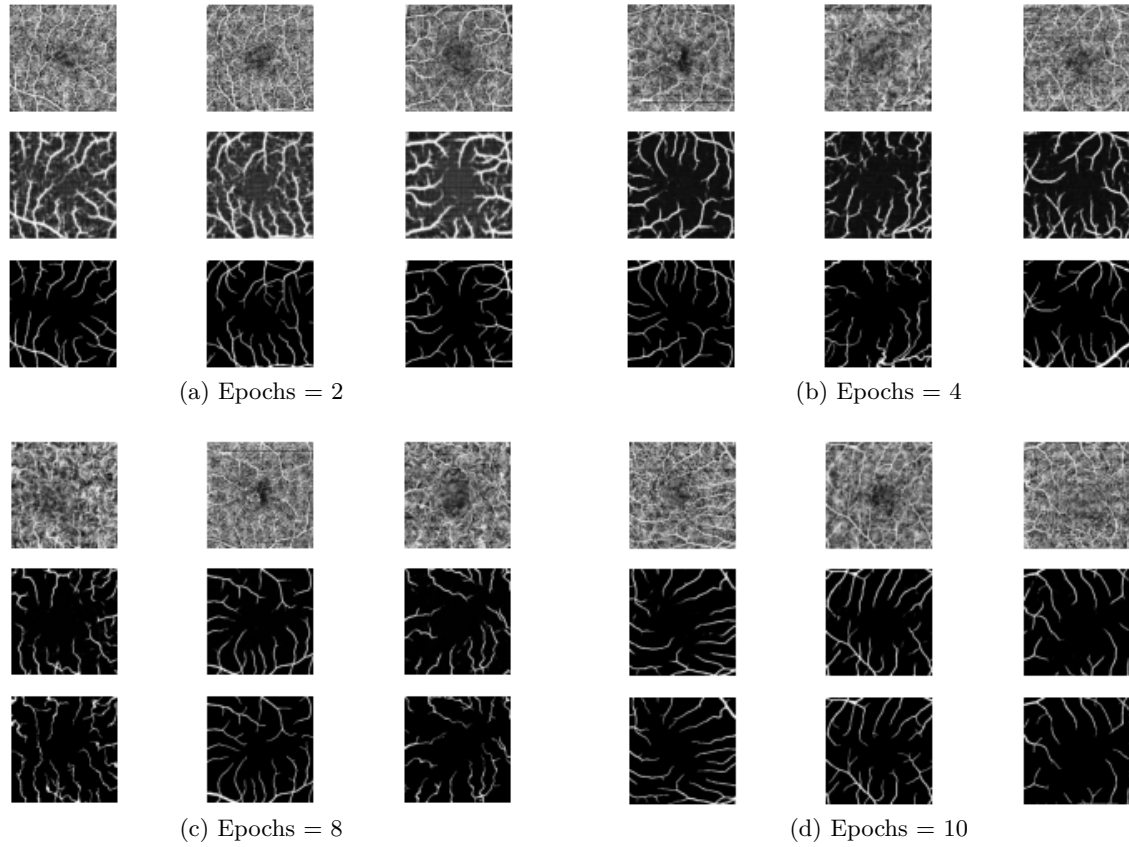 (a) Epochs = 2
(b) Epochs = 4
(c) Epochs = 8
(d) Epochs = 10